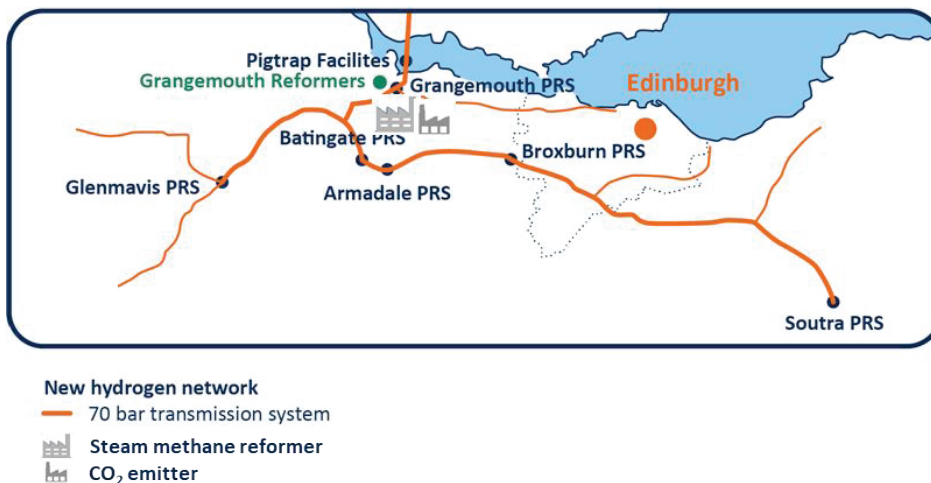 Pigtrap Facilites
Grangemouth Reformers
Grangemouth PRS
Edinburgh
Batingate PRS
Broxburn PRS
Glenmavis PRS
Armadale PRS
Soutra PRS
New hydrogen network
70 bar transmission system
Steam methane reformer
CO₂ emitter